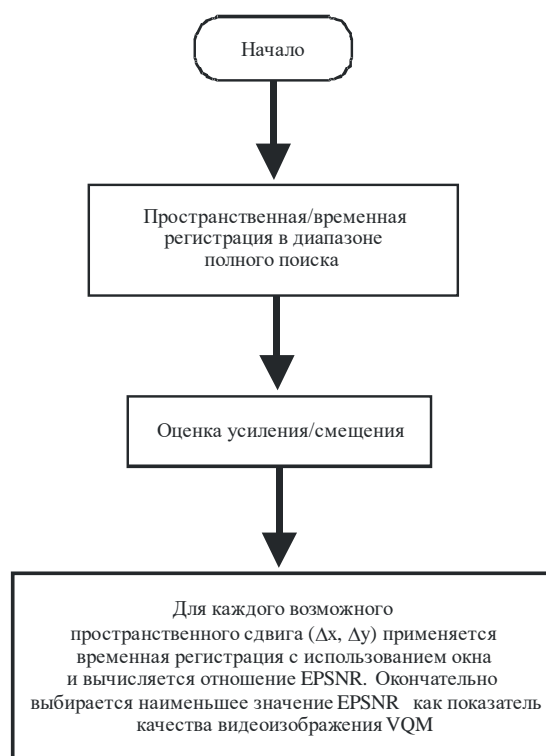 Начало
Пространственная/временная
регистрация в диапазоне
полного поиска
Оценка усиления/смещения
Для каждого возможного
пространственного сдвига (Δx, Δy) применяется
временная регистрация с использованием окна
и вычисляется отношение EPSNR. Окончательно
выбирается наименьшее значение EPSNR как показатель
качества видеоизображения VQM